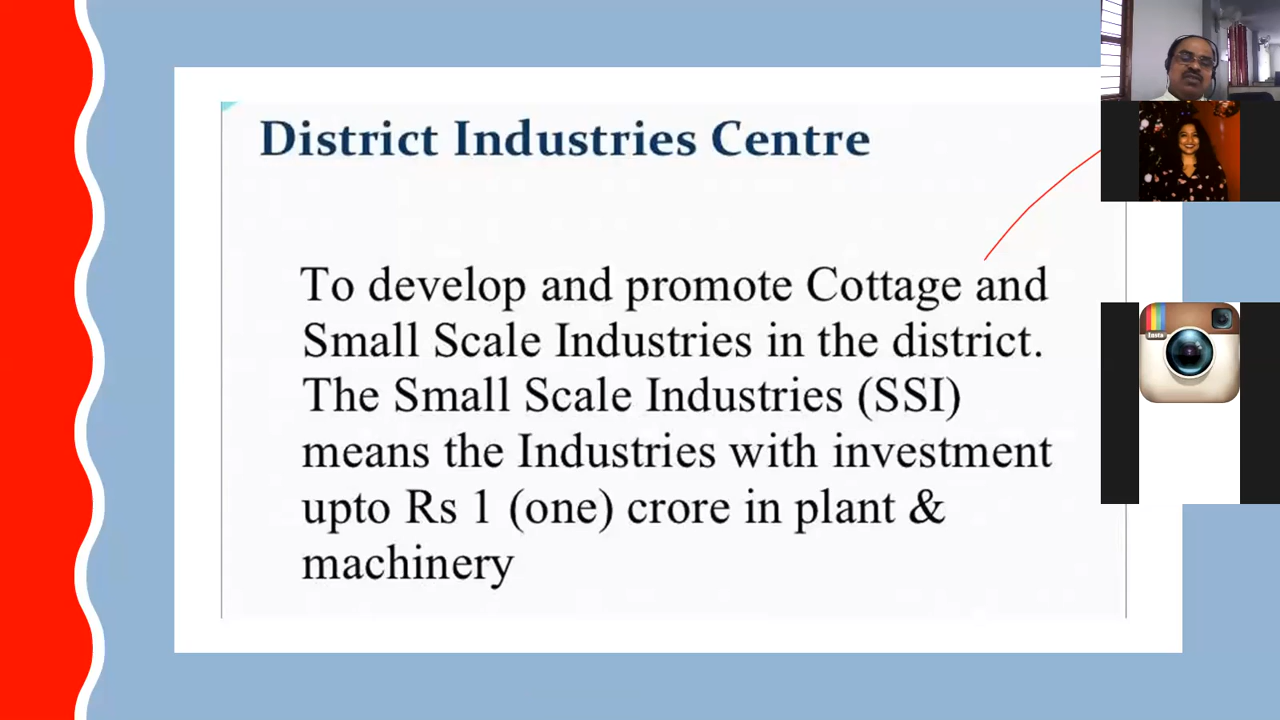 District Industries Centre
To develop and promote Cottage and
Small Scale Industries in the district.
The Small Scale Industries (SSI)
means the Industries with investment
upto Rs 1 (one) crore in plant &
machinery
Insta